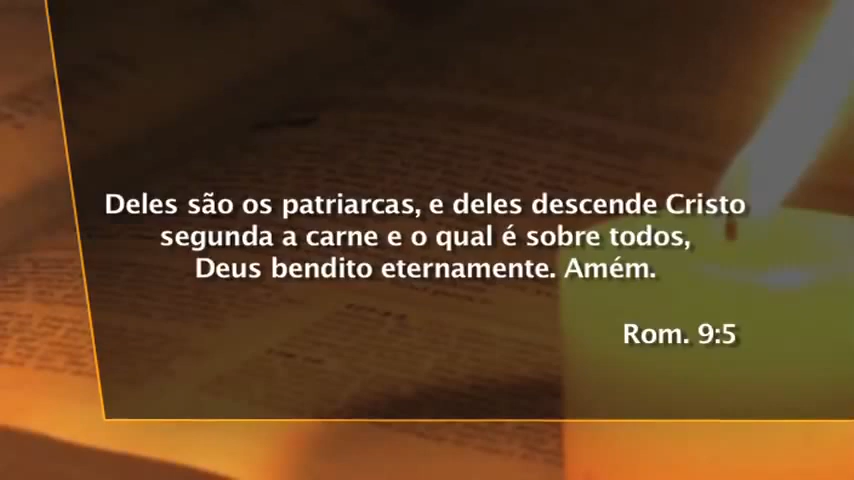 Deles são os patriarcas, e deles descende Cristo
segunda a carne e o qual é sobre todos,
Deus bendito eternamente. Amém.
Rom. 9:5